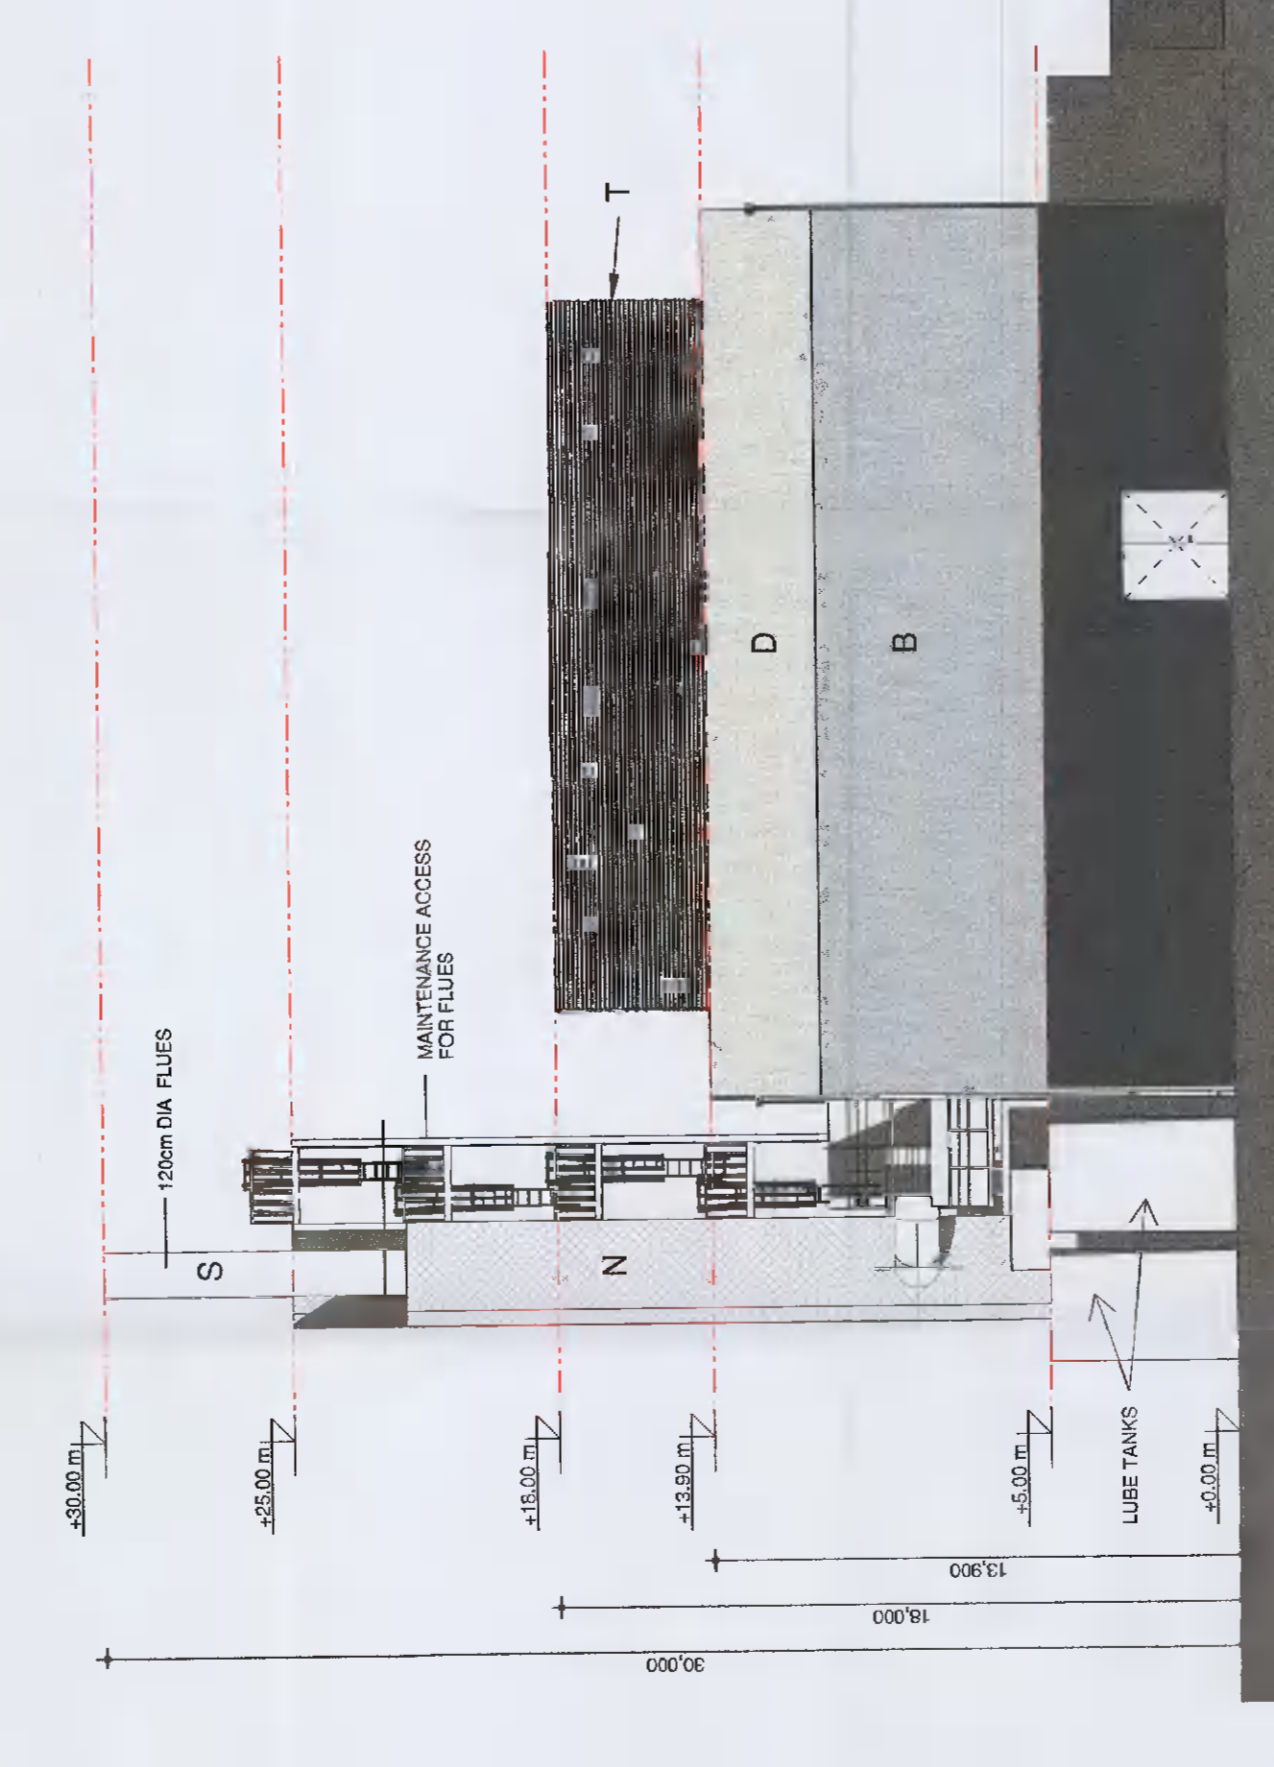 +30.00 m
+25.00 m
+18.00 m
+13.90 m
+5.00 m
+0.00 m
120cm DIA FLUES
MAINTENANCE ACCESS
FOR FLUES
S
N
T
D
B
LUBE TANKS
13,900
18,000
30,000